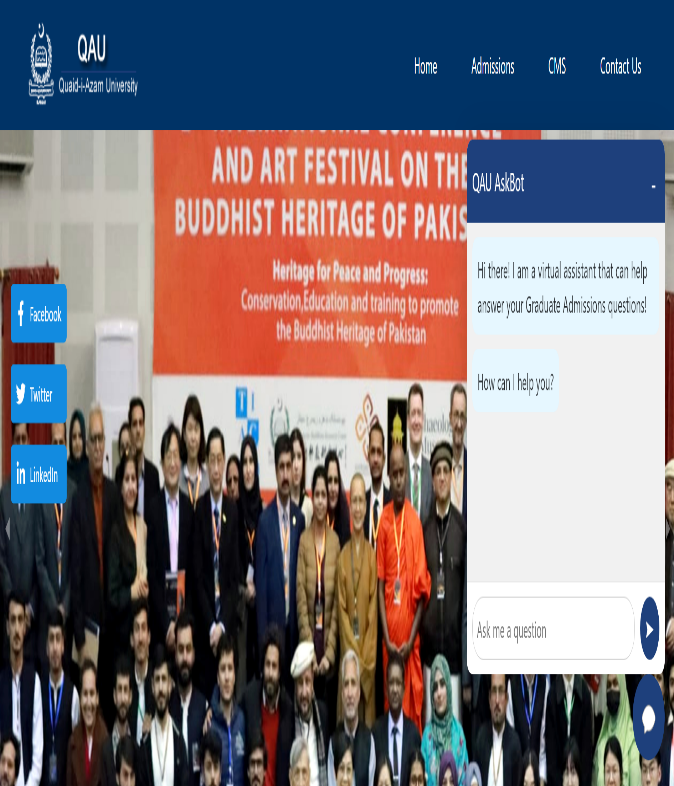 QAU
Quaid-i-Azam University
Home
Admissions
CMS
Contact Us
INTERNATIONAL CONFERENCE
AND ART FESTIVAL ON THE
BUDDHIST HERITAGE OF PAKIS
Heritage for Peace and Progress:
Conservation,Education and training to promote
the Buddhist Heritage of Pakistan
Facebook
Twitter
LinkedIn
QAU AskBot
-
Hi there! I am a virtual assistant that can help
answer your Graduate Admissions questions!
How can I help you?
Ask me a question